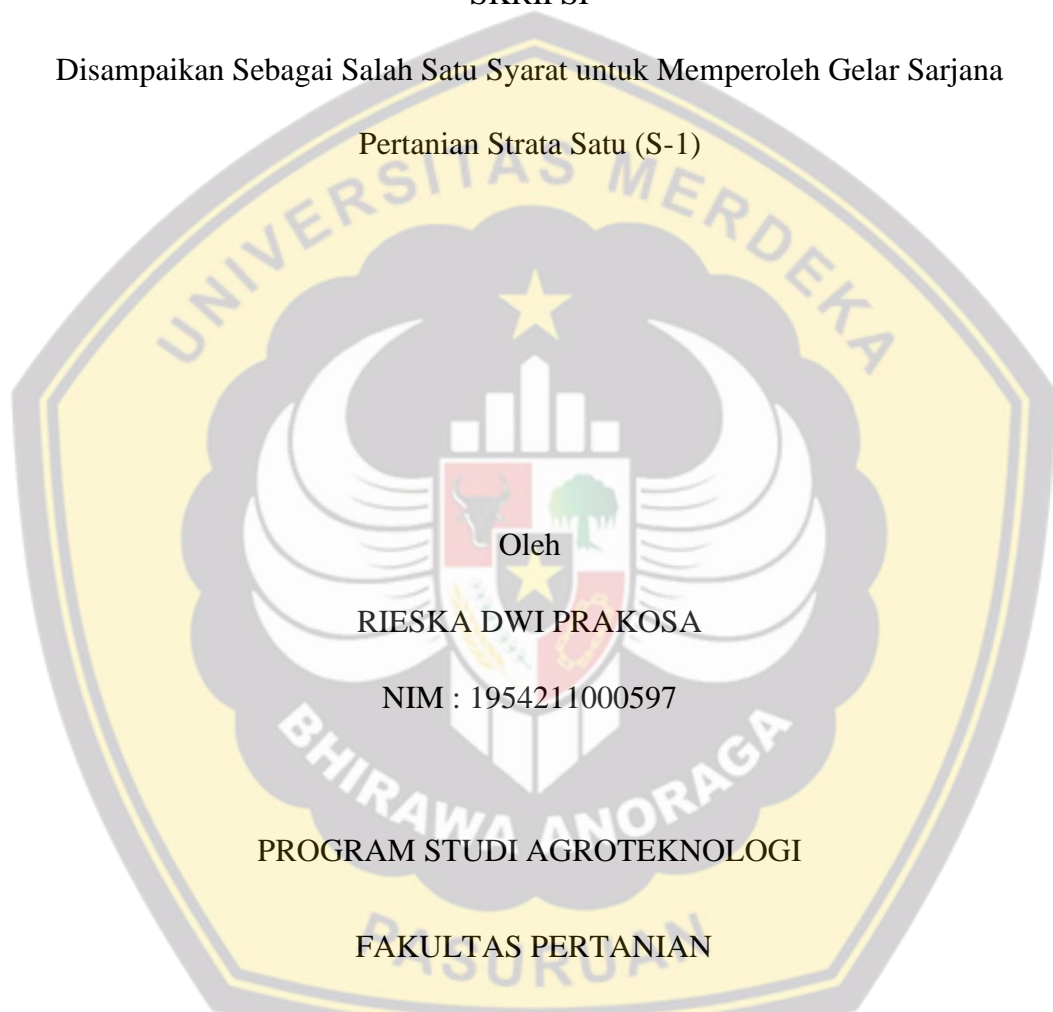 SKRIPSI
Disampaikan Sebagai Salah Satu Syarat untuk Memperoleh Gelar Sarjana
Pertanian Strata Satu (S-1)
UNIVERSITAS MERDEKA
Oleh
RIESKA DWI PRAKOSA
NIM : 1954211000597
BHIRAWA ANORAGA
PROGRAM STUDI AGROTEKNOLOGI
PASURUAN
FAKULTAS PERTANIAN